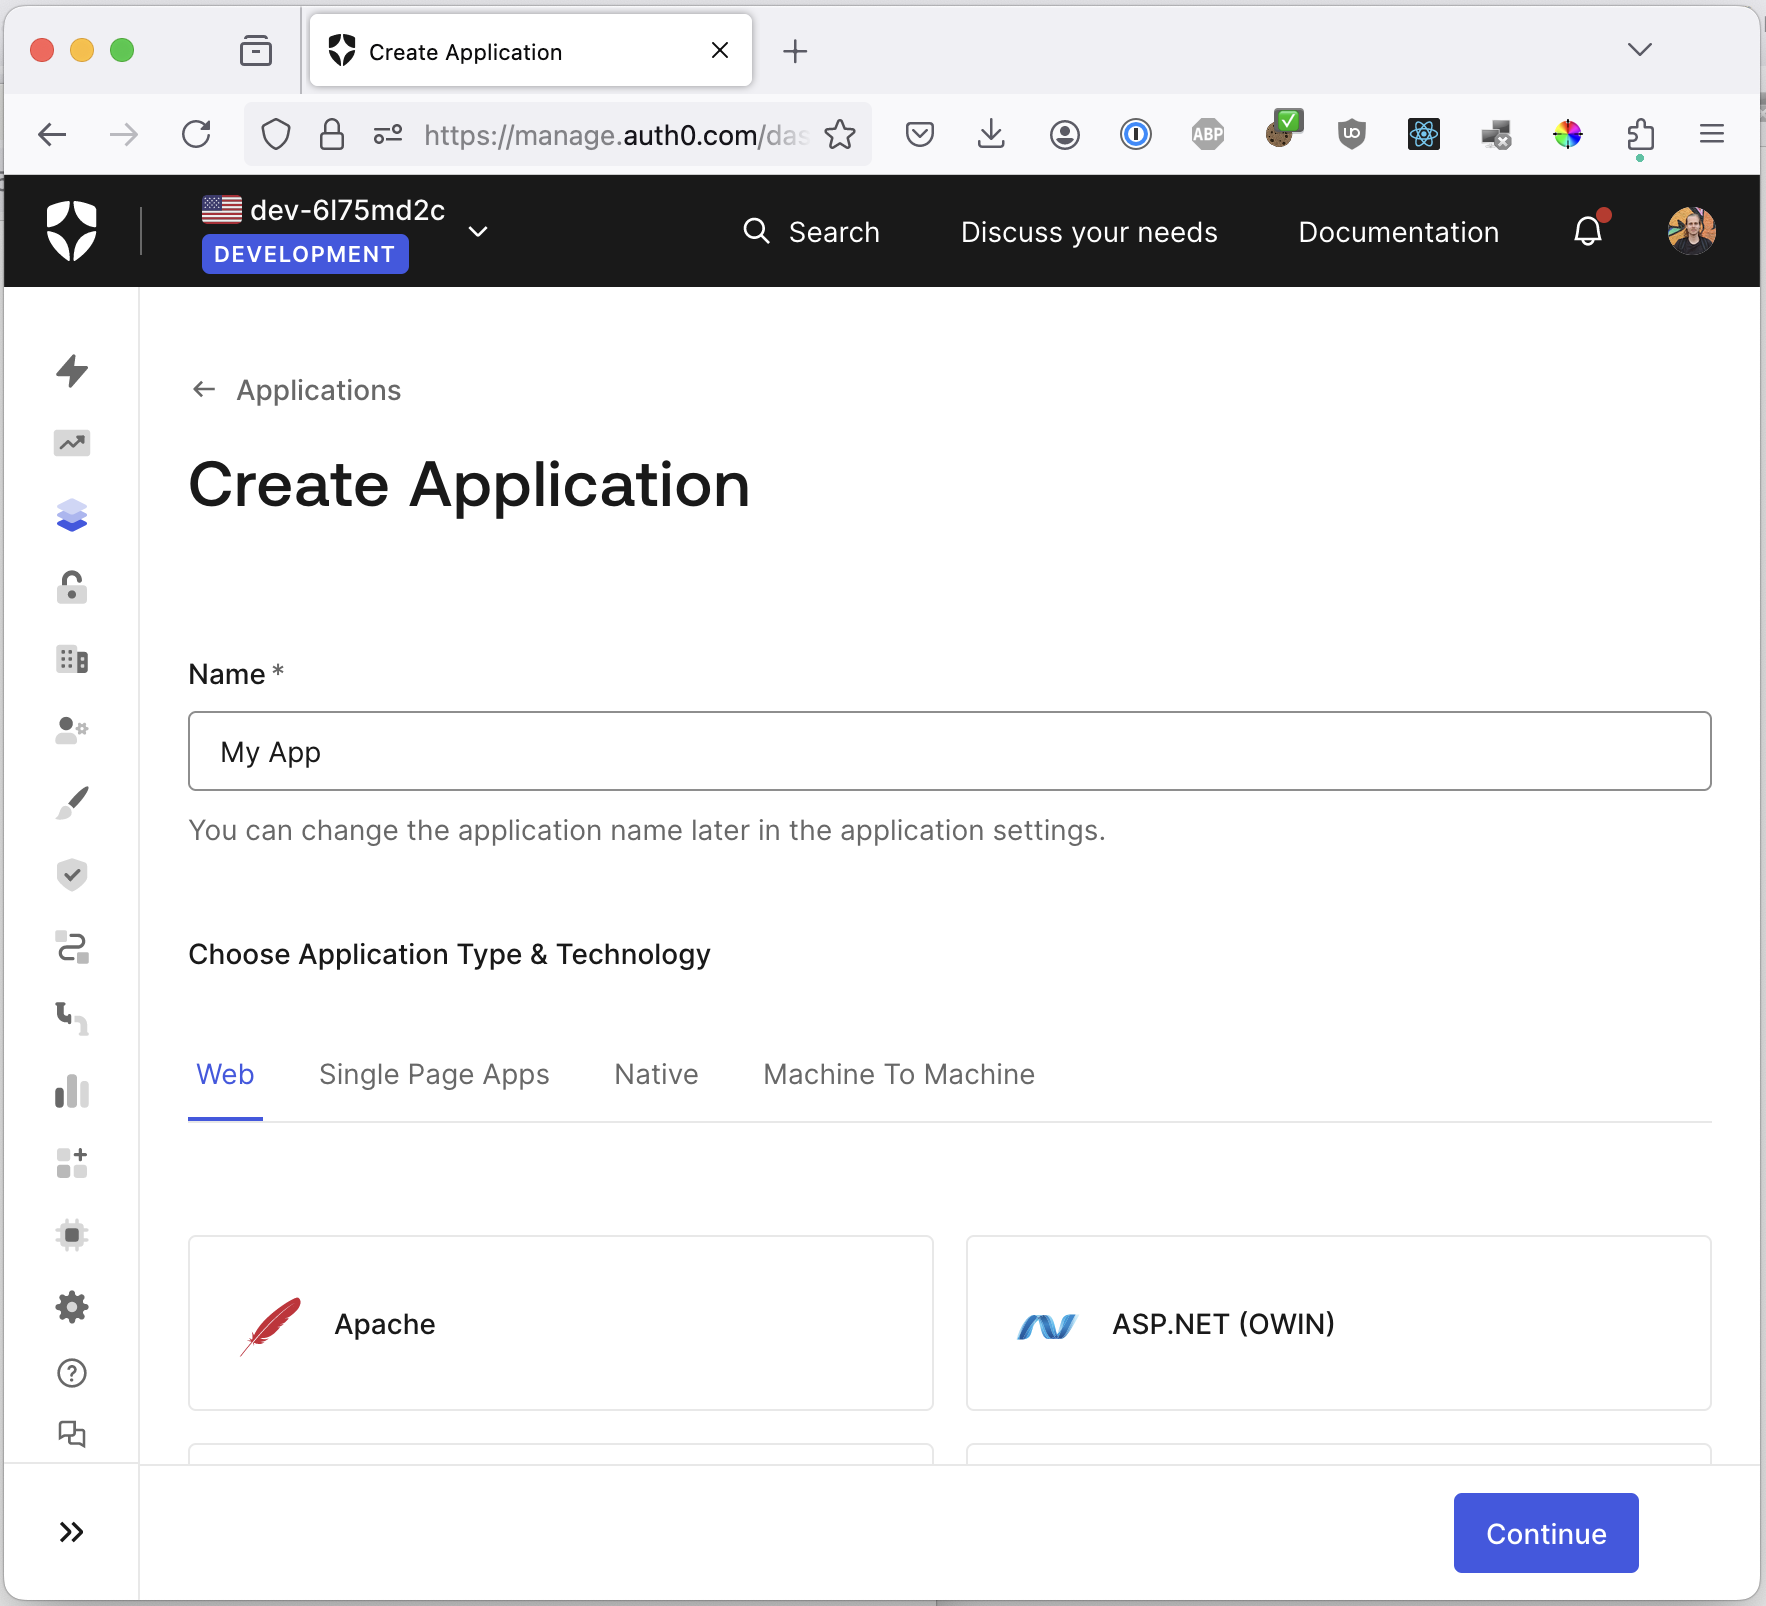 Create Application
https://manage.auth0.com/das
ABP
dev-6l75md2c
DEVELOPMENT
Search
Discuss your needs
Documentation
Applications
Create Application
Name *
My App
You can change the application name later in the application settings.
Choose Application Type & Technology
Web
Single Page Apps
Native
Machine To Machine
Apache
ASP.NET (OWIN)
Continue